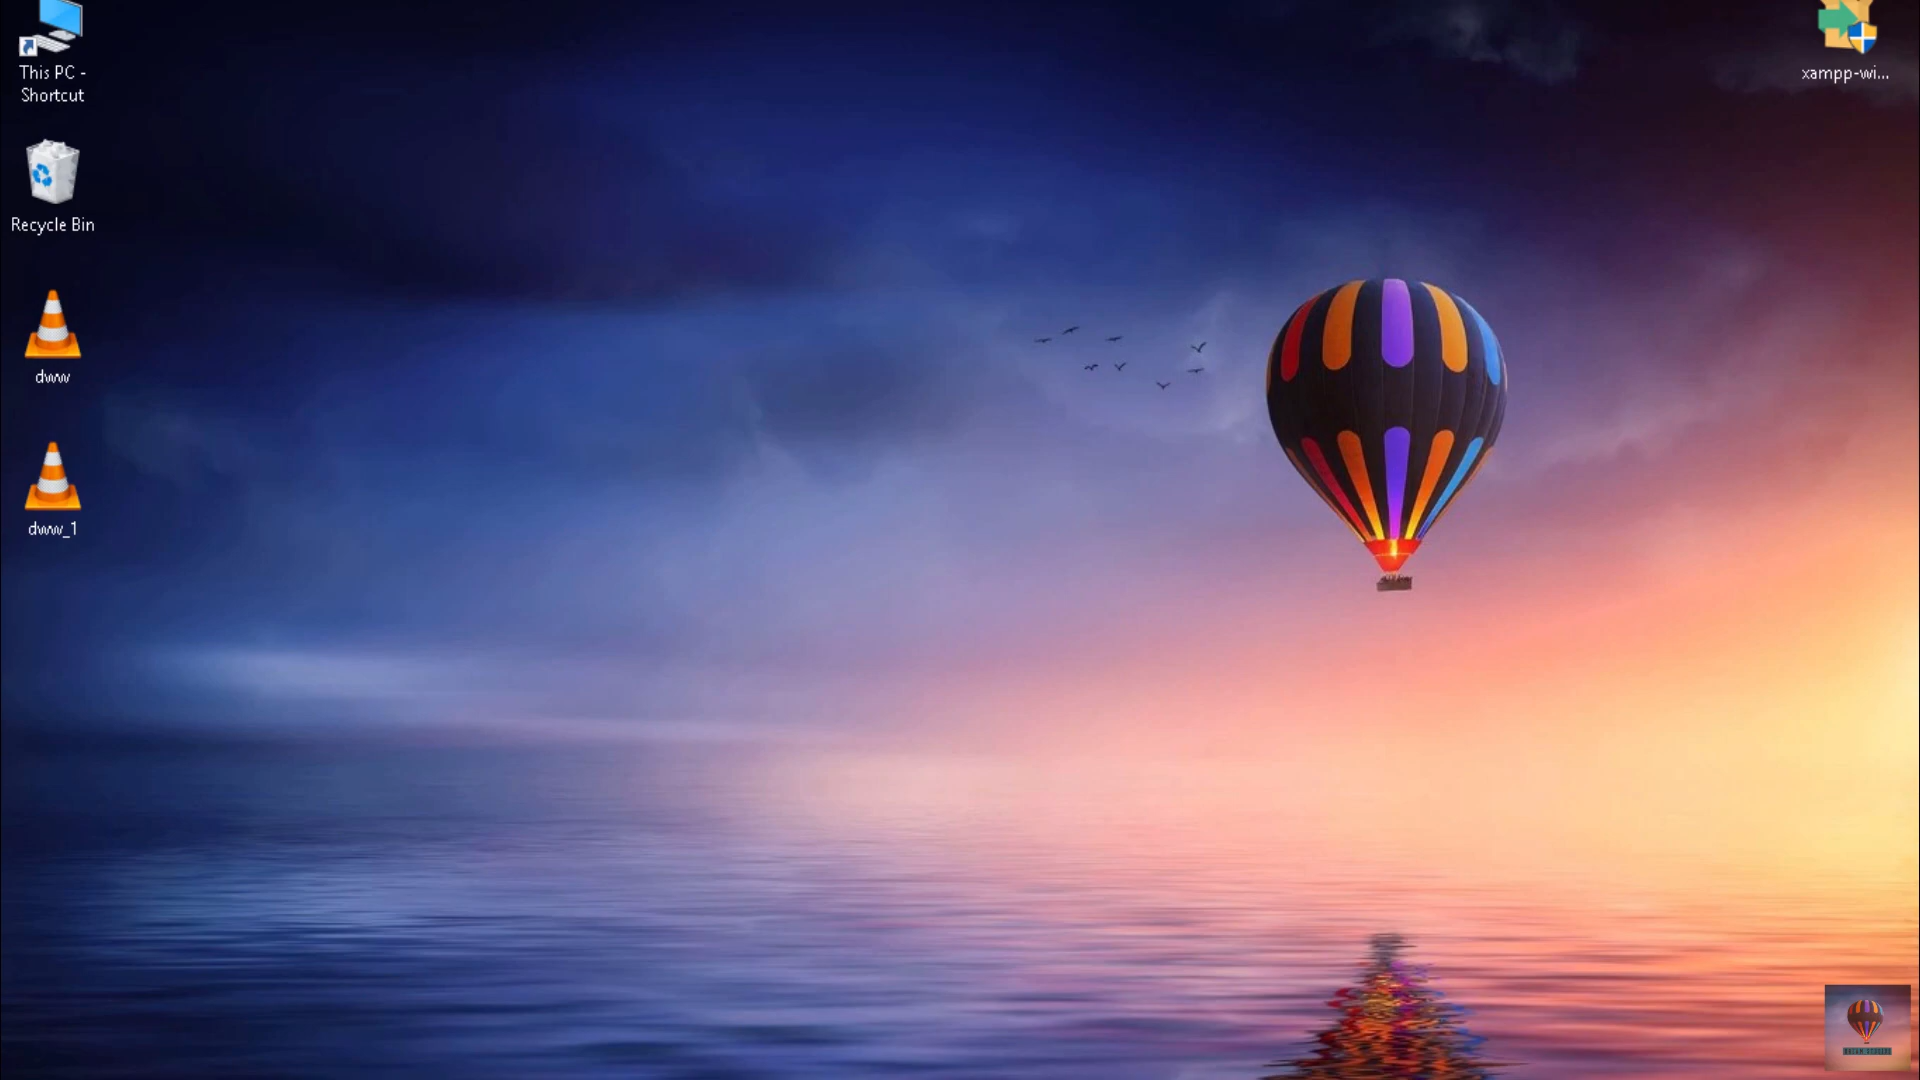 This PC -
Shortcut
xampp-wi...
Recycle Bin
dww
dww_1